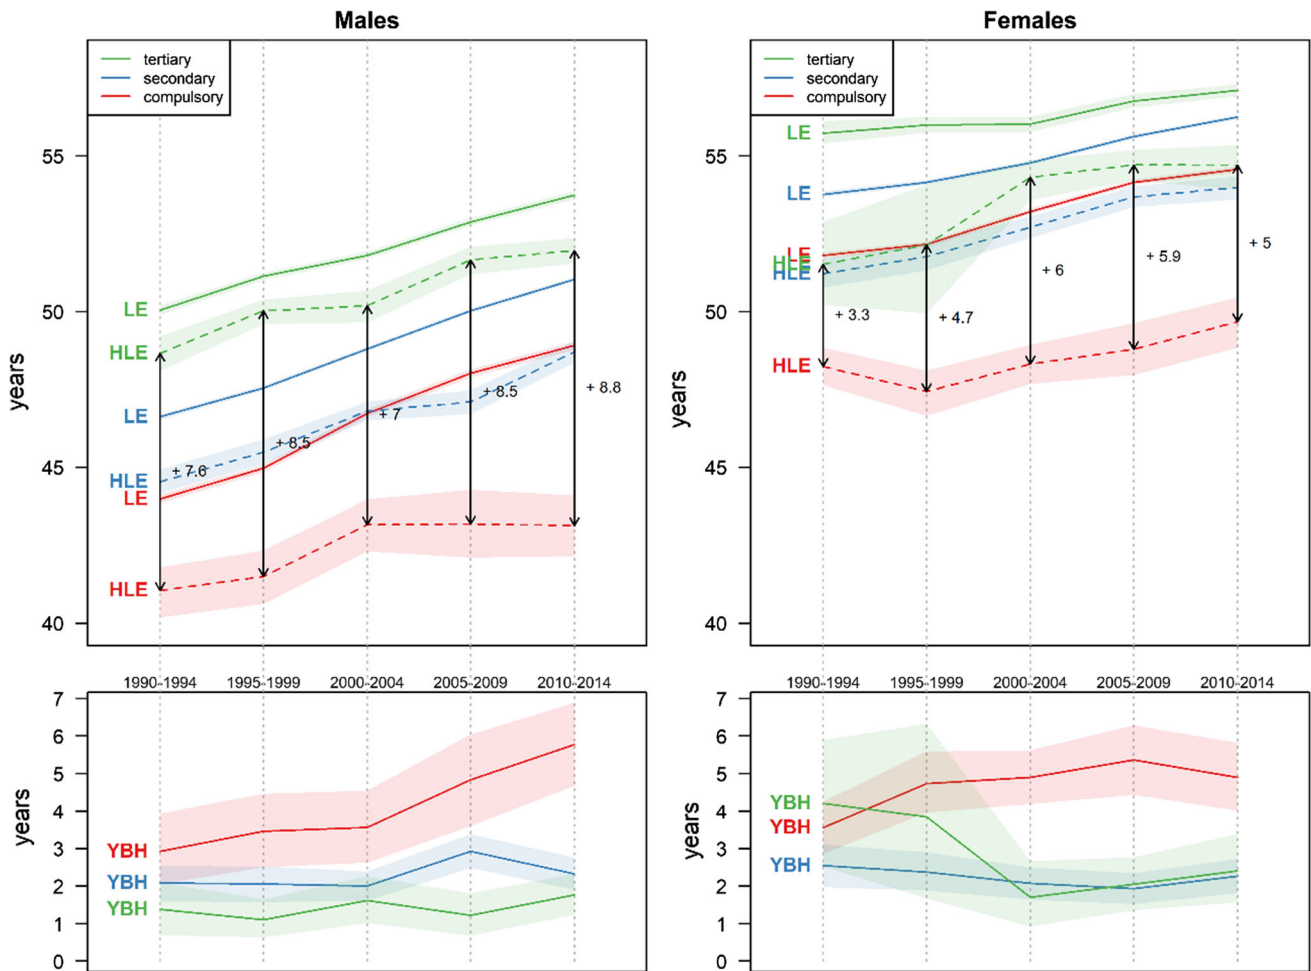 Males
tertiary
secondary
compulsory
years
55
50
45
40
LE
HLE
LE
HLE
LE
HLE
+ 7.6
+ 8.5
+ 7
+ 8.5
+ 8.8
Females
tertiary
secondary
compulsory
years
55
50
45
40
LE
LE
LE
HLE
HLE
HLE
+ 3.3
+ 4.7
+ 6
+ 5.9
+ 5
1990-1994 1995-1999 2000-2004 2005-2009 2010-2014
years
7
6
5
4
3
2
1
0
YBH
YBH
YBH
1990-1994 1995-1999 2000-2004 2005-2009 2010-2014
years
7
6
5
4
3
2
1
0
YBH
YBH
YBH